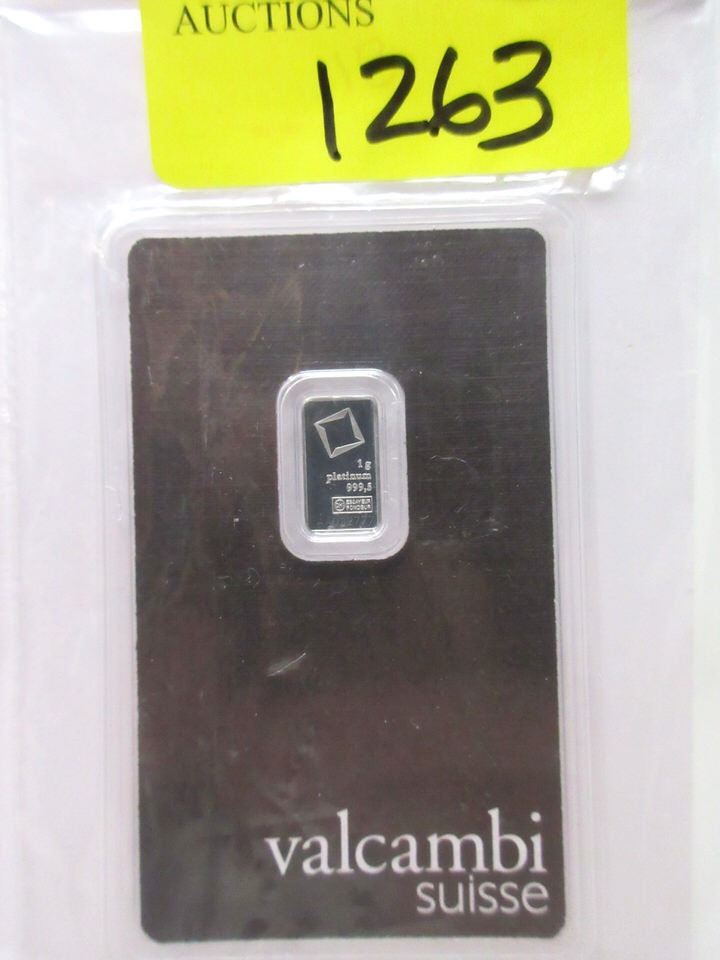 AUCTIONS
1263
1 g
platinum
999,5
ESSAYEUR
FONDEUR
valcambi
suisse